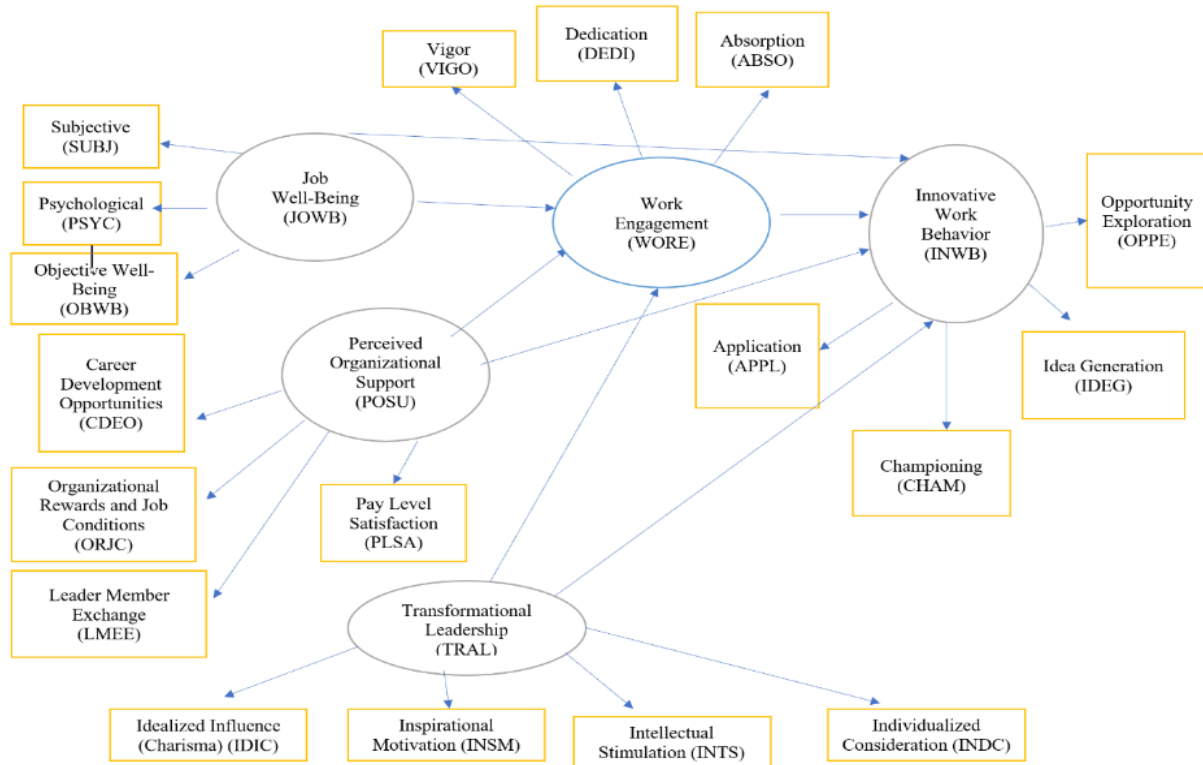 Vigor
(VIGO)
Dedication
(DEDI)
Absorption
(ABSO)
Subjective
(SUBJ)
Job
Well-Being
(JOWB)
Psychological
(PSYC)
Objective Well-
Being
(OBWB)
Work
Engagement
(WORE)
Innovative
Work
Behavior
(INWB)
Opportunity
Exploration
(OPPE)
Career
Development
Opportunities
(CDEO)
Perceived
Organizational
Support
(POSU)
Application
(APPL)
Idea Generation
(IDEG)
Championing
(CHAM)
Organizational
Rewards and Job
Conditions
(ORJC)
Pay Level
Satisfaction
(PLSA)
Leader Member
Exchange
(LMEE)
Transformational
Leadership
(TRAL)
Idealized Influence
(Charisma) (IDIC)
Inspirational
Motivation (INSM)
Intellectual
Stimulation (INTS)
Individualized
Consideration (INDC)